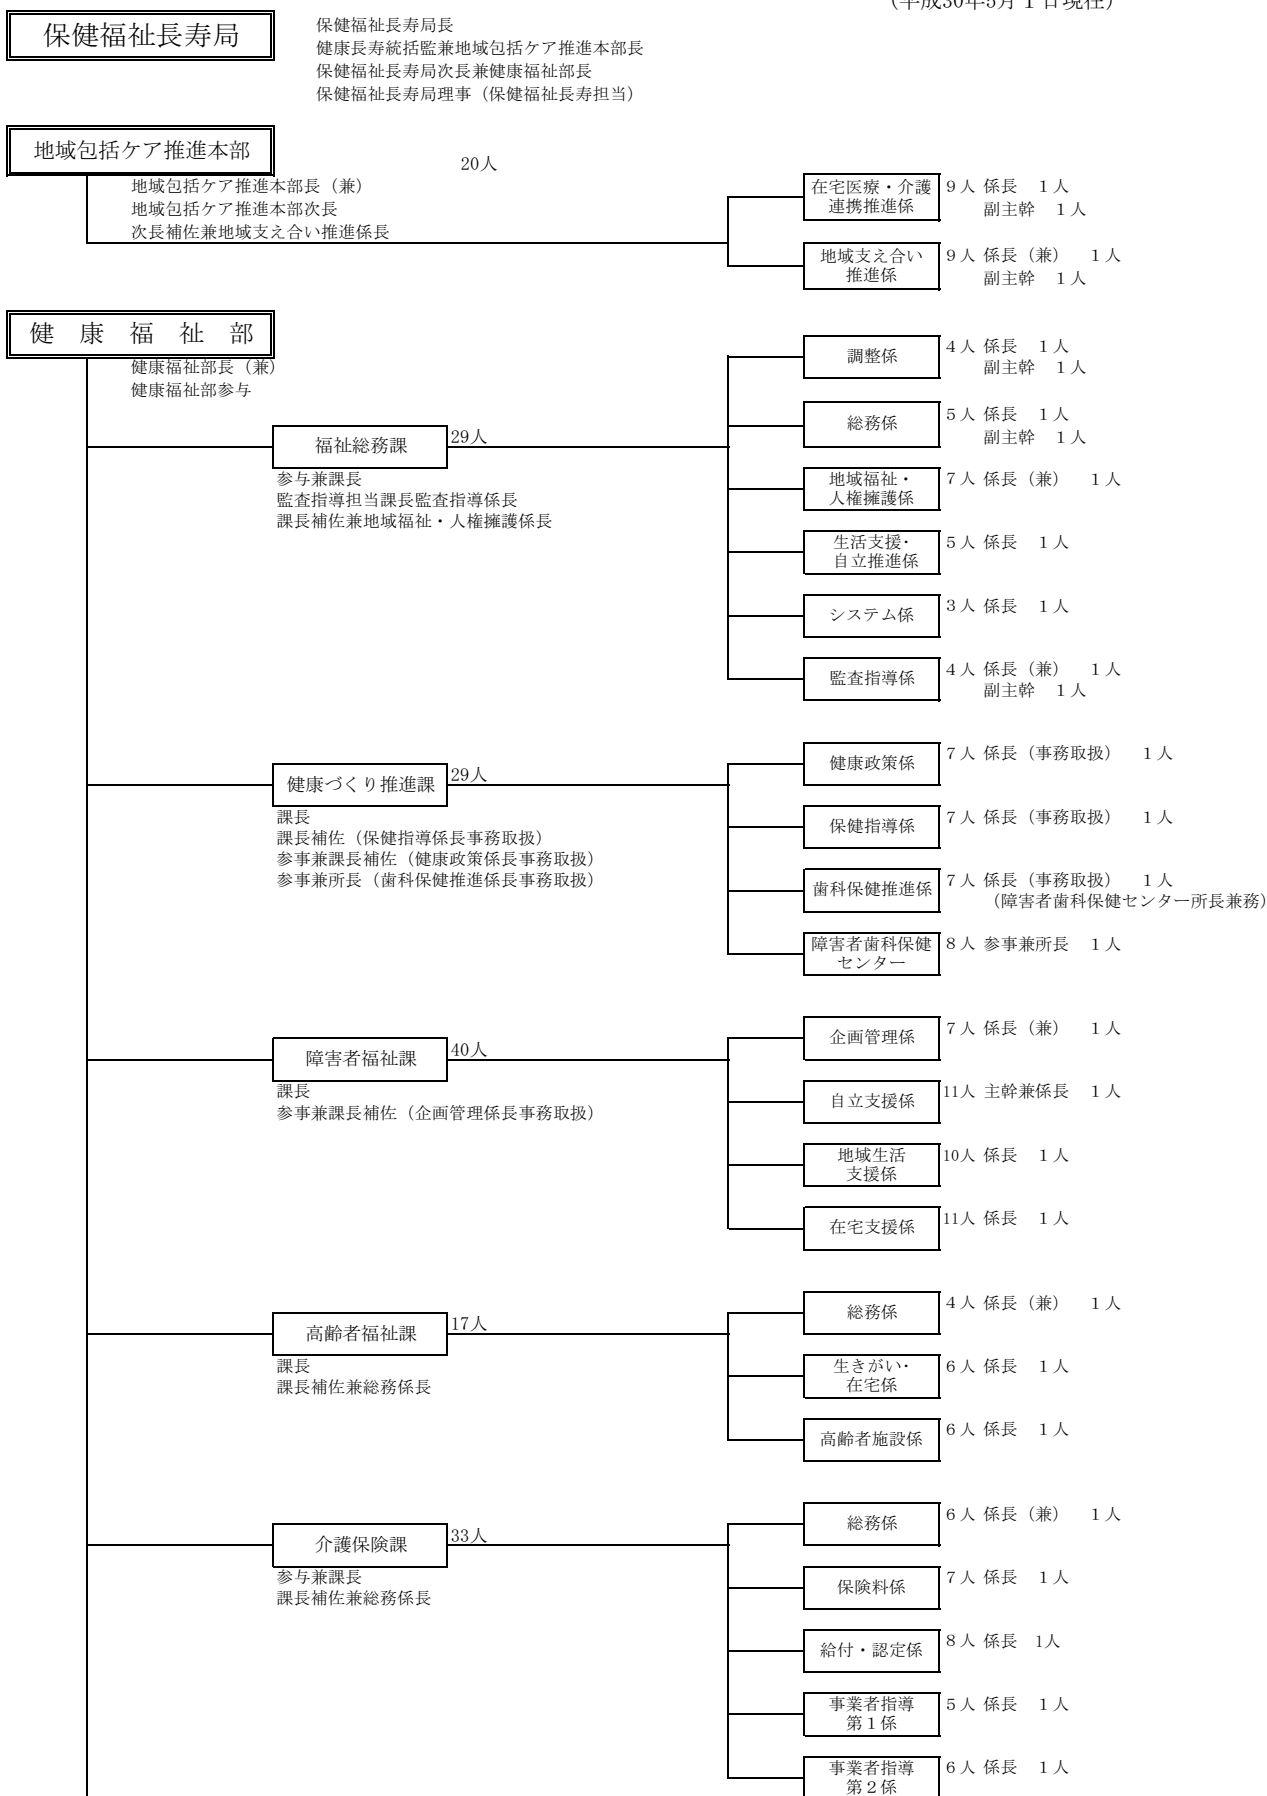 (平成30年5月１日現在)
保健福祉長寿局
保健福祉長寿局長
健康長寿統括監兼地域包括ケア推進本部長
保健福祉長寿局次長兼健康福祉部長
保健福祉長寿局理事（保健福祉長寿担当）
地域包括ケア推進本部
20人
地域包括ケア推進本部長（兼）
地域包括ケア推進本部次長
次長補佐兼地域支え合い推進係長
在宅医療・介護
連携推進係
９人 係長　１人
副主幹　１人
地域支え合い
推進係
９人 係長（兼）　１人
副主幹　１人
健　康　福　祉　部
健康福祉部長（兼）
健康福祉部参与
調整係
４人 係長　１人
副主幹　１人
総務係
５人 係長　１人
副主幹　１人
福祉総務課
29人
参与兼課長
監査指導担当課長監査指導係長
課長補佐兼地域福祉・人権擁護係長
地域福祉・
人権擁護係
７人 係長（兼）　１人
生活支援・
自立推進係
５人 係長　１人
システム係
３人 係長　１人
監査指導係
４人 係長（兼）　１人
副主幹　１人
健康づくり推進課
29人
課長
課長補佐（保健指導係長事務取扱）
参事兼課長補佐（健康政策係長事務取扱）
参事兼所長（歯科保健推進係長事務取扱）
健康政策係
７人 係長（事務取扱）　１人
保健指導係
７人 係長（事務取扱）　１人
歯科保健推進係
７人 係長（事務取扱）　１人
（障害者歯科保健センター所長兼務）
障害者歯科保健
センター
８人 参事兼所長　１人
障害者福祉課
40人
課長
参事兼課長補佐（企画管理係長事務取扱）
企画管理係
７人 係長（兼）　１人
自立支援係
11人 主幹兼係長　１人
地域生活
支援係
10人 係長　１人
在宅支援係
11人 係長　１人
高齢者福祉課
17人
課長
課長補佐兼総務係長
総務係
４人 係長（兼）　１人
生きがい・
在宅係
６人 係長　１人
高齢者施設係
６人 係長　１人
介護保険課
33人
参与兼課長
課長補佐兼総務係長
総務係
６人 係長（兼）　１人
保険料係
７人 係長　１人
給付・認定係
８人 係長　1人
事業者指導
第１係
５人 係長　１人
事業者指導
第２係
６人 係長　１人